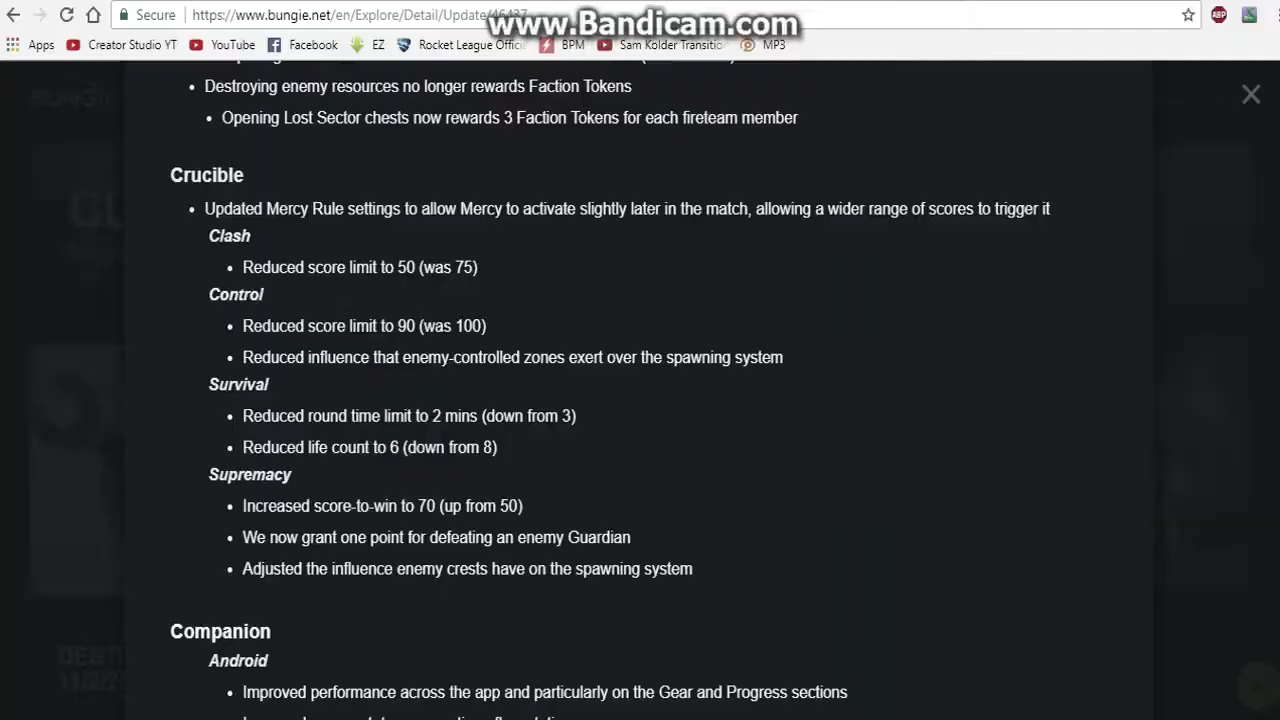 Secure https://www.bungie.net/en/Explore/Detail/Update/46437
www.Bandicam.com
Apps Creator Studio YT YouTube Facebook EZ Rocket League Offici BPM Sam Kolder Transitio MP3
Destroying enemy resources no longer rewards Faction Tokens
Opening Lost Sector chests now rewards 3 Faction Tokens for each fireteam member
Crucible
Updated Mercy Rule settings to allow Mercy to activate slightly later in the match, allowing a wider range of scores to trigger it
Clash
Reduced score limit to 50 (was 75)
Control
Reduced score limit to 90 (was 100)
Reduced influence that enemy-controlled zones exert over the spawning system
Survival
Reduced round time limit to 2 mins (down from 3)
Reduced life count to 6 (down from 8)
Supremacy
Increased score-to-win to 70 (up from 50)
We now grant one point for defeating an enemy Guardian
Adjusted the influence enemy crests have on the spawning system
Companion
Android
Improved performance across the app and particularly on the Gear and Progress sections